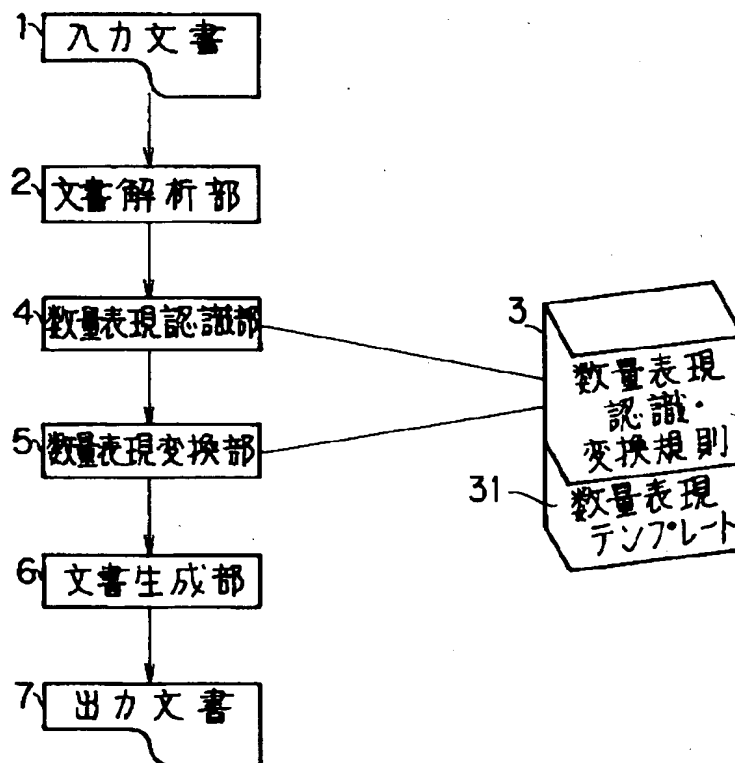 1 入力文書
2 文書解析部
4 数量表現認識部
5 数量表現変換部
6 文書生成部
7 出力文書
3
数量表現
認識・
変換規則
31
数量表現
テンプレート